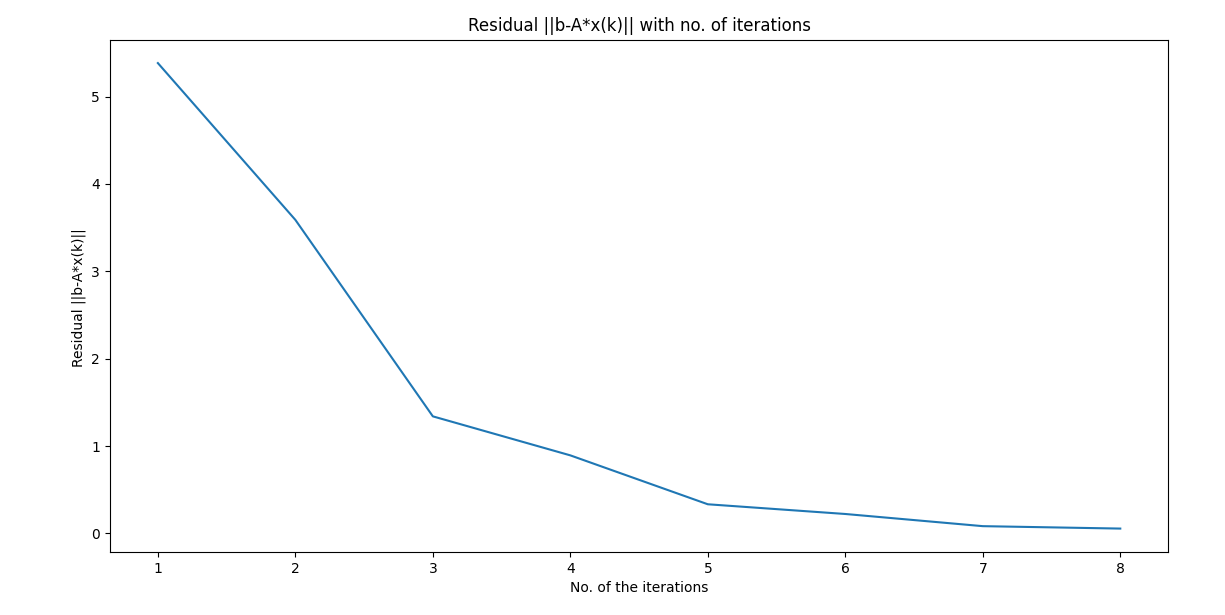 Residual ||b-A*x(k)|| with no. of iterations
Residual ||b-A*x(k)||
5
4
3
2
1
0
1 2 3 4 5 6 7 8
No. of the iterations